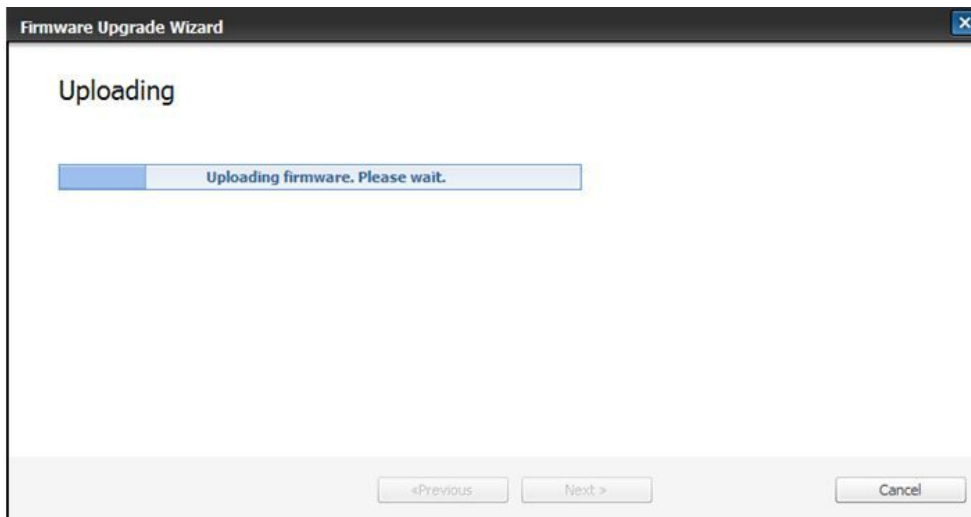 Firmware Upgrade Wizard
Uploading
Uploading firmware. Please wait.
«Previous Next » Cancel